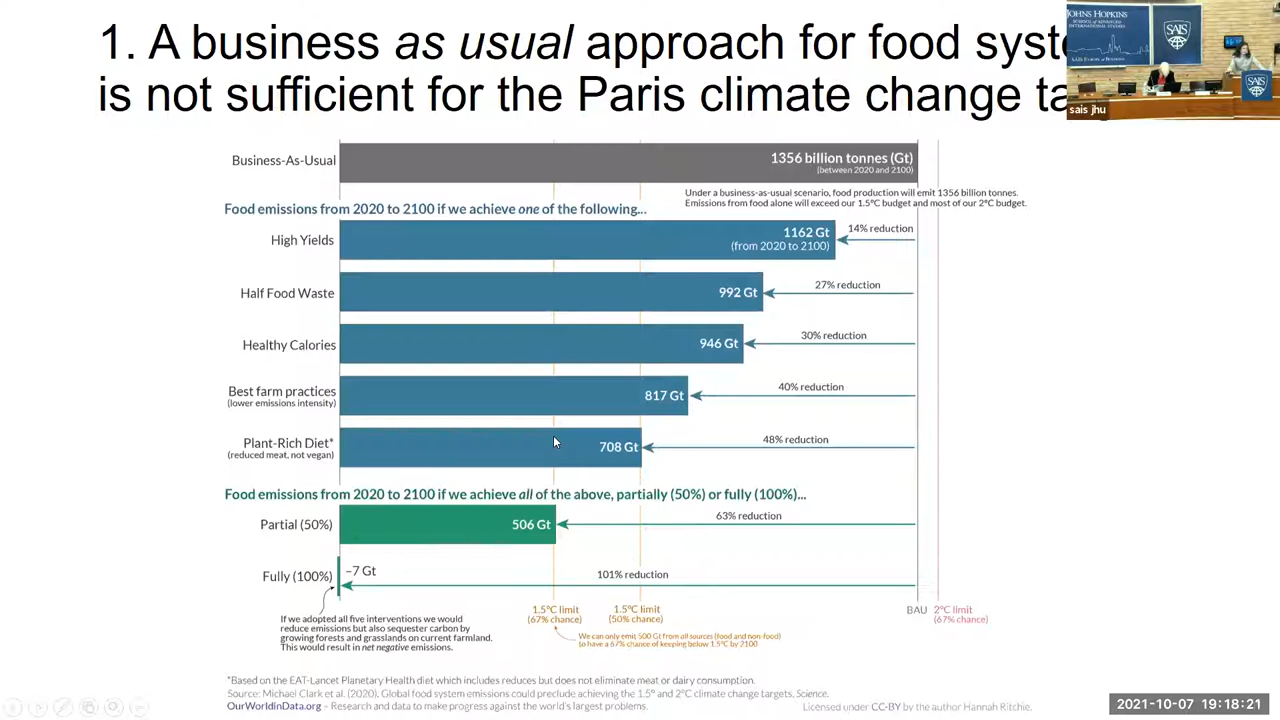 1. A business as usual approach for food syst
is not sufficient for the Paris climate change ta
JOHNS HOPKINS
SCHOOL of ADVANCED
INTERNATIONAL STUDIES
SAIS
SAIS
sais jhu
Business-As-Usual
1356 billion tonnes (Gt)
(between 2020 and 2100)
Under a business-as-usual scenario, food production will emit 1356 billion tonnes.
Emissions from food alone will exceed our 1.5°C budget and most of our 2°C budget.
Food emissions from 2020 to 2100 if we achieve one of the following...
High Yields
1162 Gt
(from 2020 to 2100)
14% reduction
Half Food Waste
992 Gt
27% reduction
Healthy Calories
946 Gt
30% reduction
Best farm practices
(lower emissions intensity)
817 Gt
40% reduction
Plant-Rich Diet*
(reduced meat, not vegan)
708 Gt
48% reduction
Food emissions from 2020 to 2100 if we achieve all of the above, partially (50%) or fully (100%)...
Partial (50%)
506 Gt
63% reduction
Fully (100%)
–7 Gt
101% reduction
If we adopted all five interventions we would
reduce emissions but also sequester carbon by
growing forests and grasslands on current farmland.
This would result in net negative emissions.
1.5°C limit
(67% chance)
1.5°C limit
(50% chance)
BAU
2°C limit
(67% chance)
We can only emit 500 Gt from all sources (food and non-food)
to have a 67% chance of keeping below 1.5°C by 2100
*Based on the EAT-Lancet Planetary Health diet which includes reduces but does not eliminate meat or dairy consumption.
Source: Michael Clark et al. (2020). Global food system emissions could preclude achieving the 1.5° and 2°C climate change targets, Science.
OurWorldinData.org – Research and data to make progress against the world's largest problems.
Licensed under CC-BY by the author Hannah Ritchie.
2021-10-07 19:18:21